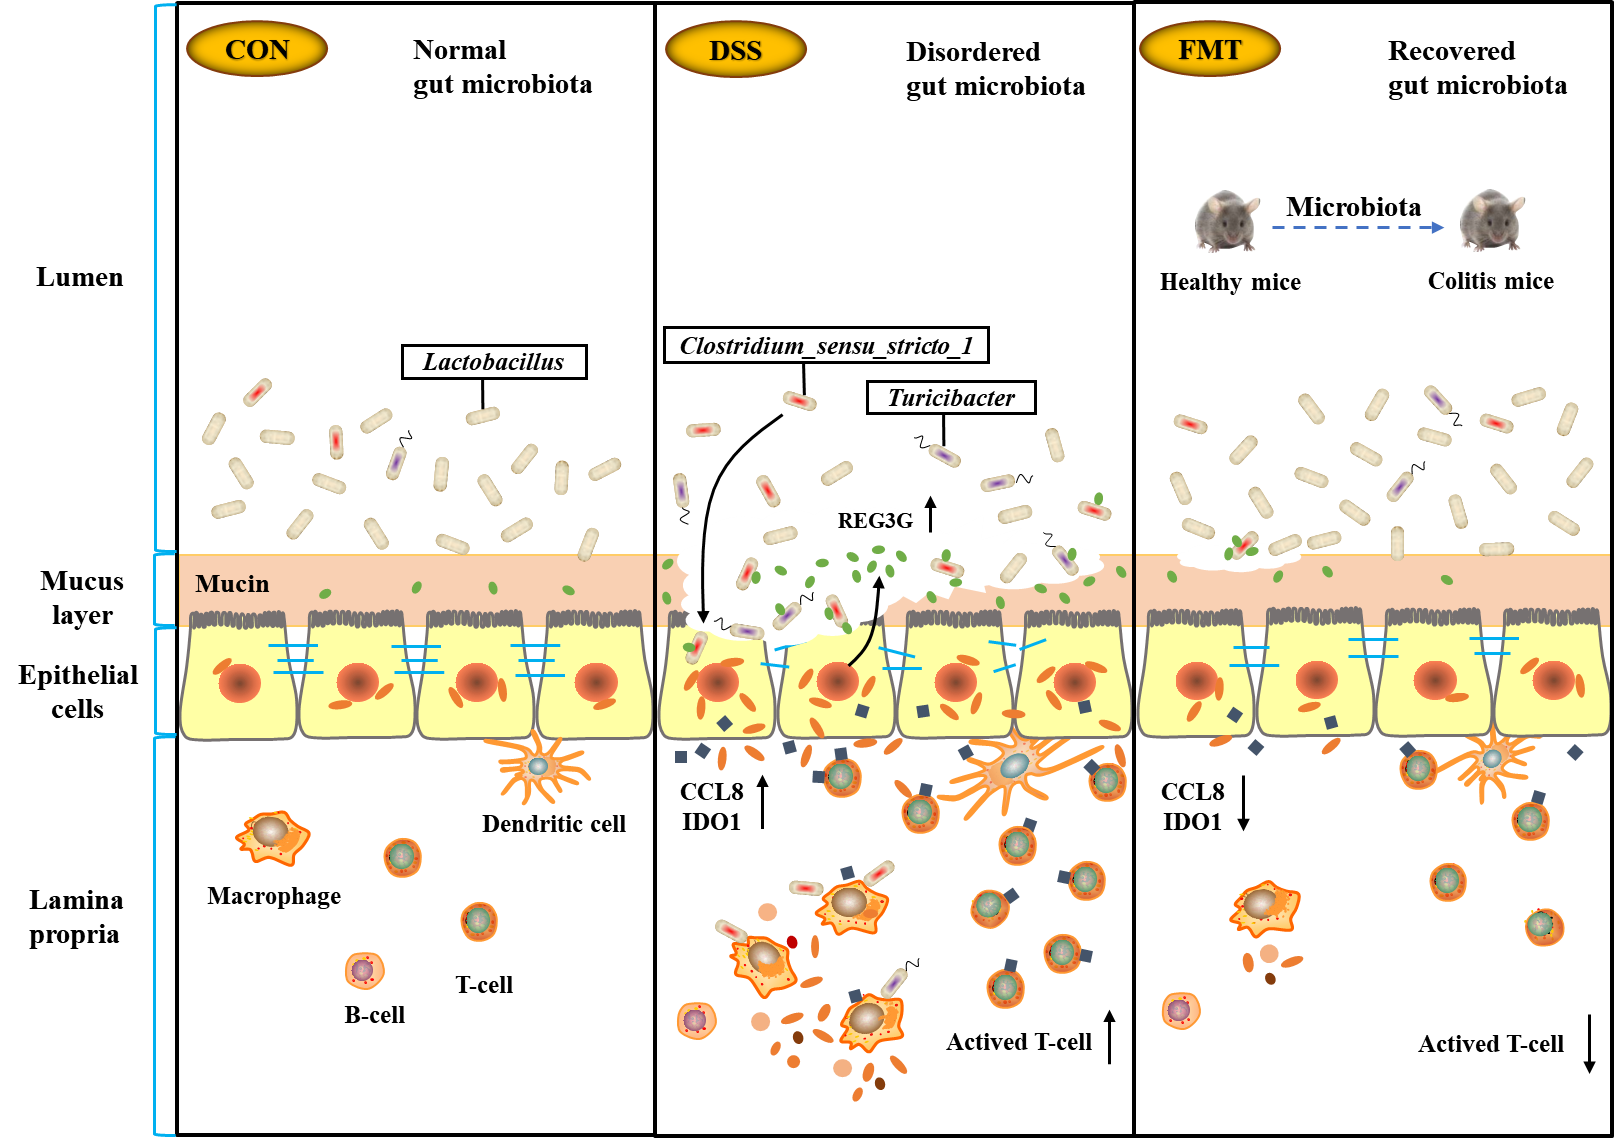 CON
Normal
gut microbiota
DSS
Disordered
gut microbiota
FMT
Recovered
gut microbiota
Microbiota
Healthy mice
Colitis mice
Lumen
Lactobacillus
Clostridium_sensu_stricto_1
Turicibacter
REG3G
Mucus
layer
Mucin
Epithelial
cells
Lamina
propria
Dendritic cell
Macrophage
T-cell
B-cell
CCL8
IDO1
Actived T-cell
CCL8
IDO1
Actived T-cell